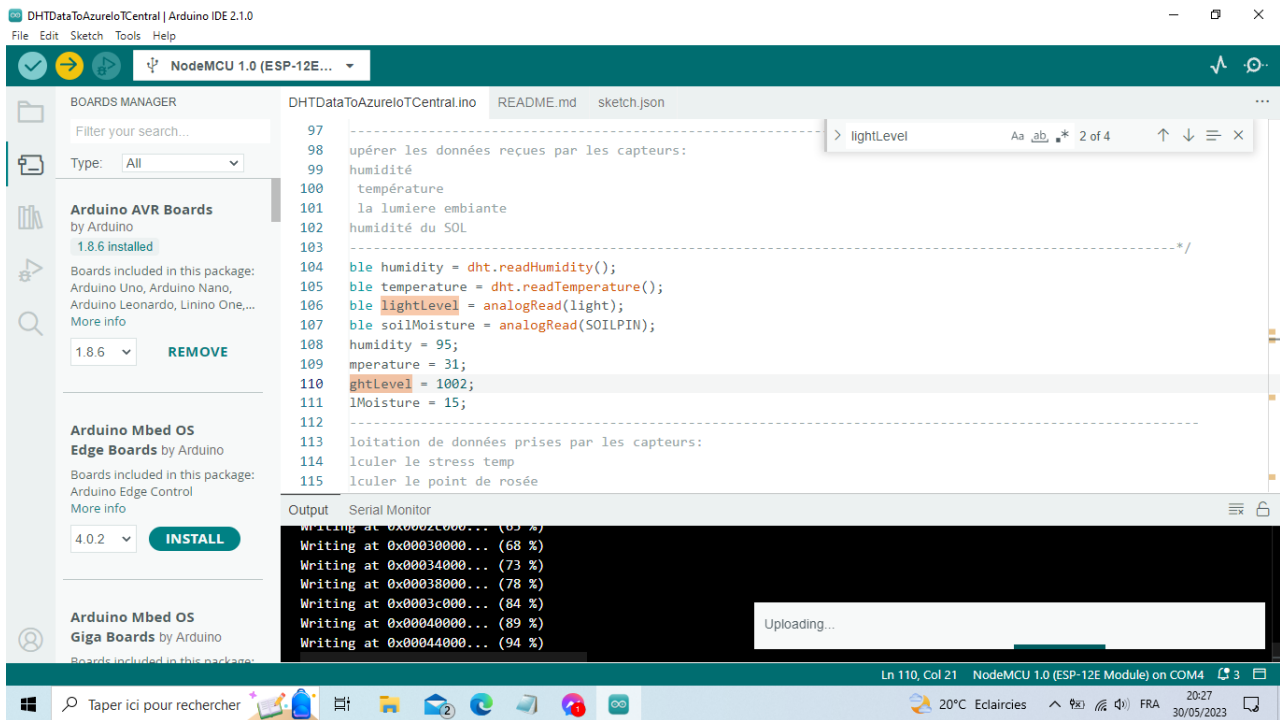 DHTDataToAzureIoTCentral | Arduino IDE 2.1.0
File Edit Sketch Tools Help
NodeMCU 1.0 (ESP-12E...
BOARDS MANAGER
Filter your search...
Type: All
Arduino AVR Boards
by Arduino
1.8.6 installed
Boards included in this package:
Arduino Uno, Arduino Nano,
Arduino Leonardo, Linino One,...
More info
1.8.6 REMOVE
Arduino Mbed OS
Edge Boards by Arduino
Boards included in this package:
Arduino Edge Control
More info
4.0.2 INSTALL
Arduino Mbed OS
Giga Boards by Arduino
Boards included in this package:
DHTDataToAzureIoTCentral.ino README.md sketch.json ...
lightLevel Aa ab .* 2 of 4
97 ------------------------------------------------------------
98 upérer les données reçues par les capteurs:
99 humidité
100 température
101 la lumiere embiante
102 humidité du SOL
103 ---------------------------------------------------------------------------------------------------------*/
104 ble humidity = dht.readHumidity();
105 ble temperature = dht.readTemperature();
106 ble lightLevel = analogRead(light);
107 ble soilMoisture = analogRead(SOILPIN);
108 humidity = 95;
109 mperature = 31;
110 ghtLevel = 1002;
111 lMoisture = 15;
112 ------------------------------------------------------------------------------------------------------------
113 loitation de données prises par les capteurs:
114 lculer le stress temp
115 lculer le point de rosée
Output Serial Monitor
Writing at 0x0002c000... (63 %)
Writing at 0x00030000... (68 %)
Writing at 0x00034000... (73 %)
Writing at 0x00038000... (78 %)
Writing at 0x0003c000... (84 %)
Writing at 0x00040000... (89 %)
Writing at 0x00044000... (94 %)
Uploading...
Ln 110, Col 21 NodeMCU 1.0 (ESP-12E Module) on COM4 3
Taper ici pour rechercher 2 1 20°C Eclaircies FRA 20:27
30/05/2023